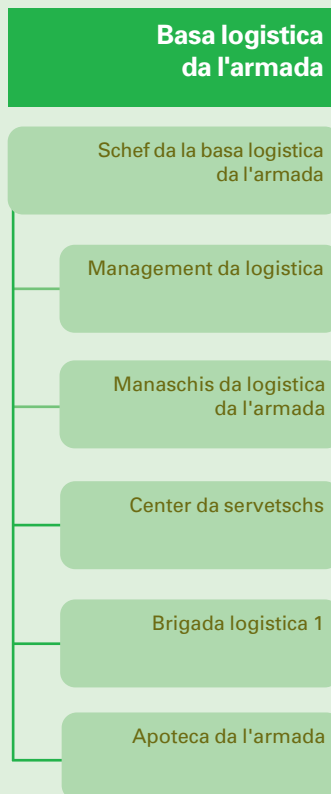 Basa logistica
da l'armada
Schef da la basa logistica
da l'armada
Management da logistica
Manaschis da logistica
da l'armada
Center da servetschs
Brigada logistica 1
Apoteca da l'armada